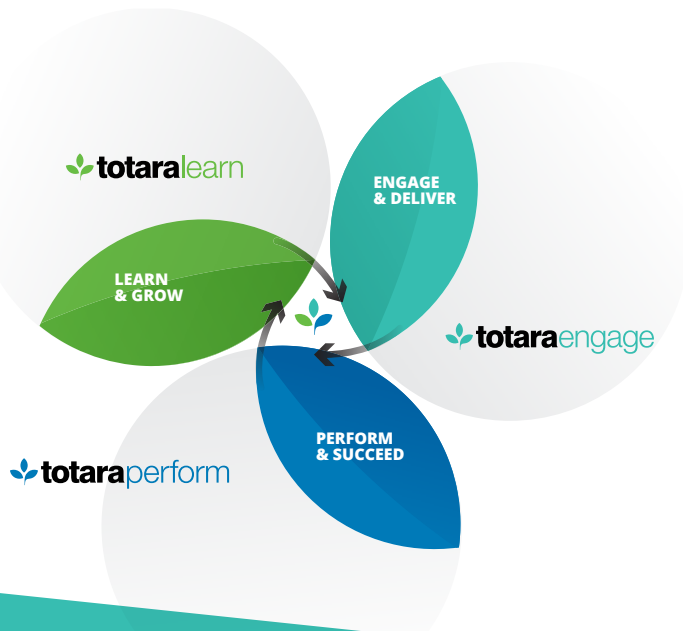 totaralearn
ENGAGE
& DELIVER
LEARN
& GROW
totaraengage
PERFORM
& SUCCEED
totaraperform